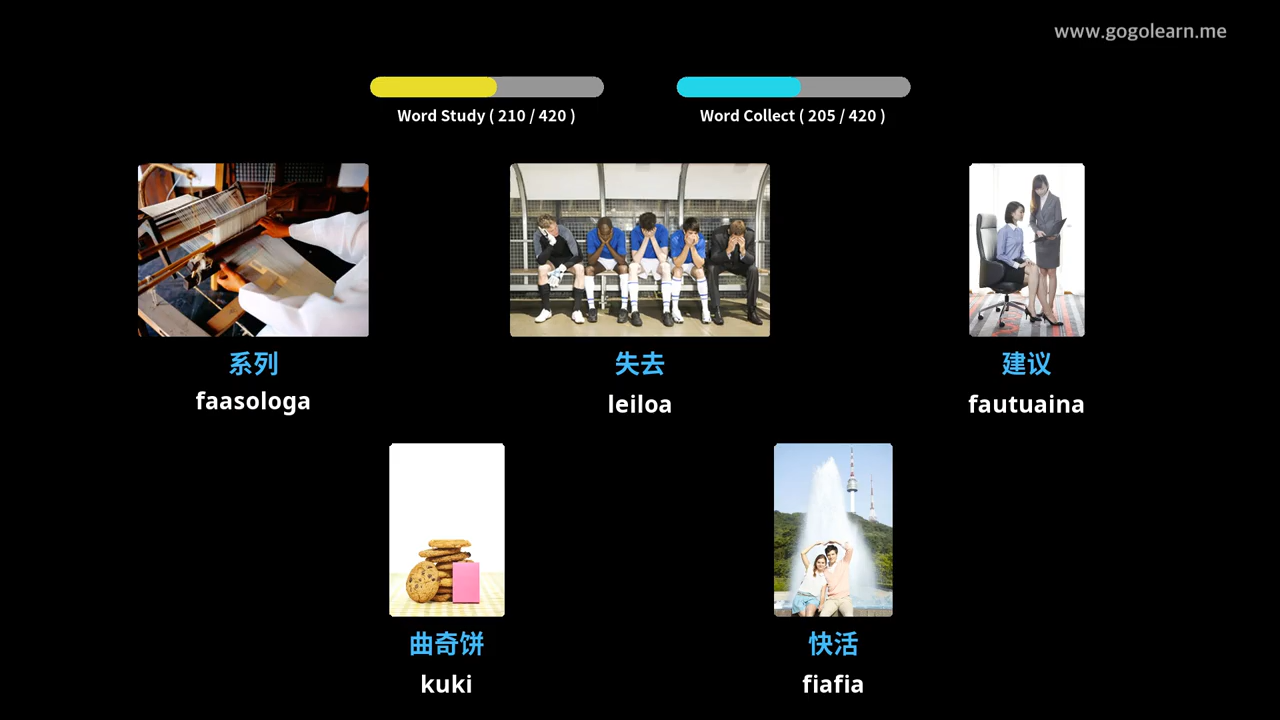 www.gogolearn.me
Word Study ( 210 / 420 )
Word Collect ( 205 / 420 )
系列
faasologa
失去
leiloa
建议
fautuaina
曲奇饼
kuki
快活
fiafia